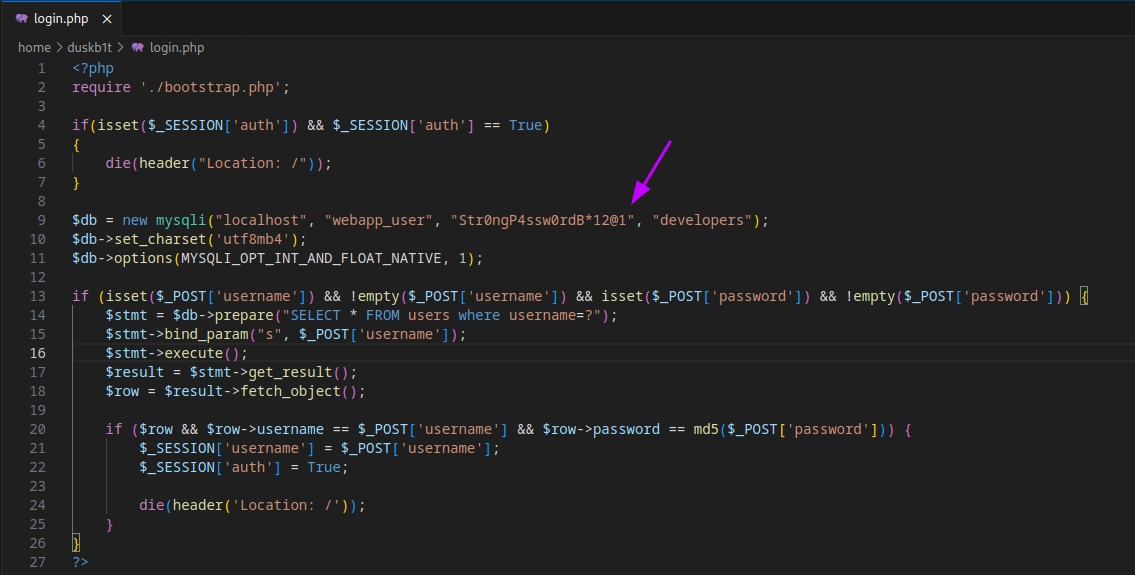 login.php
home > duskb1t > login.php
1 <?php
2 require './bootstrap.php';
3
4 if(isset($_SESSION['auth']) && $_SESSION['auth'] == True)
5 {
6     die(header("Location: /"));
7 }
8
9 $db = new mysqli("localhost", "webapp_user", "Str0ngP4ssw0rdB*12@1", "developers");
10 $db->set_charset('utf8mb4');
11 $db->options(MYSQLI_OPT_INT_AND_FLOAT_NATIVE, 1);
12
13 if (isset($_POST['username']) && !empty($_POST['username']) && isset($_POST['password']) && !empty($_POST['password'])) {
14     $stmt = $db->prepare("SELECT * FROM users where username=?");
15     $stmt->bind_param("s", $_POST['username']);
16     $stmt->execute();
17     $result = $stmt->get_result();
18     $row = $result->fetch_object();
19
20     if ($row && $row->username == $_POST['username'] && $row->password == md5($_POST['password'])) {
21         $_SESSION['username'] = $_POST['username'];
22         $_SESSION['auth'] = True;
23
24         die(header('Location: /'));
25     }
26 }
27 ?>